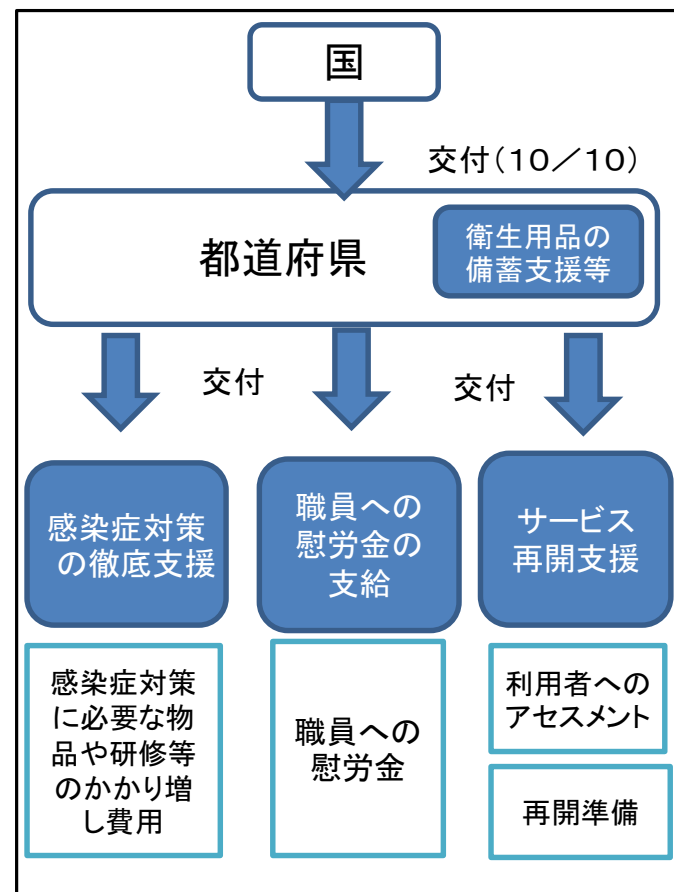 国
交付（１０／１０）
都道府県
衛生用品の
備蓄支援等
交付
交付
感染症対策
の徹底支援
職員への
慰労金の
支給
サービス
再開支援
感染症対策
に必要な物
品や研修等
のかかり増
し費用
職員への
慰労金
利用者への
アセスメント
再開準備